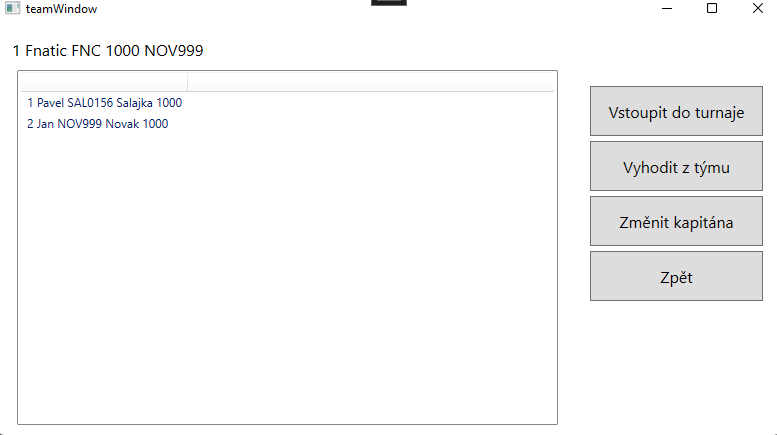 teamWindow
1 Fnatic FNC 1000 NOV999
1 Pavel SAL0156 Salajka 1000
2 Jan NOV999 Novak 1000
Vstoupit do turnaje
Vyhodit z týmu
Změnit kapitána
Zpět